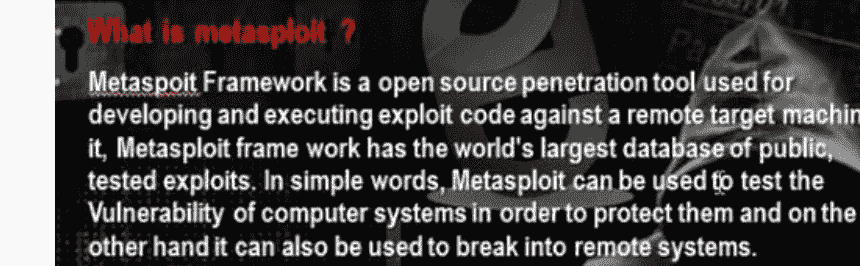 What is metasploit ?
Metaspoit Framework is a open source penetration tool used for
developing and executing exploit code against a remote target machin
it, Metasploit frame work has the world's largest database of public,
tested exploits. In simple words, Metasploit can be used to test the
Vulnerability of computer systems in order to protect them and on the
other hand it can also be used to break into remote systems.